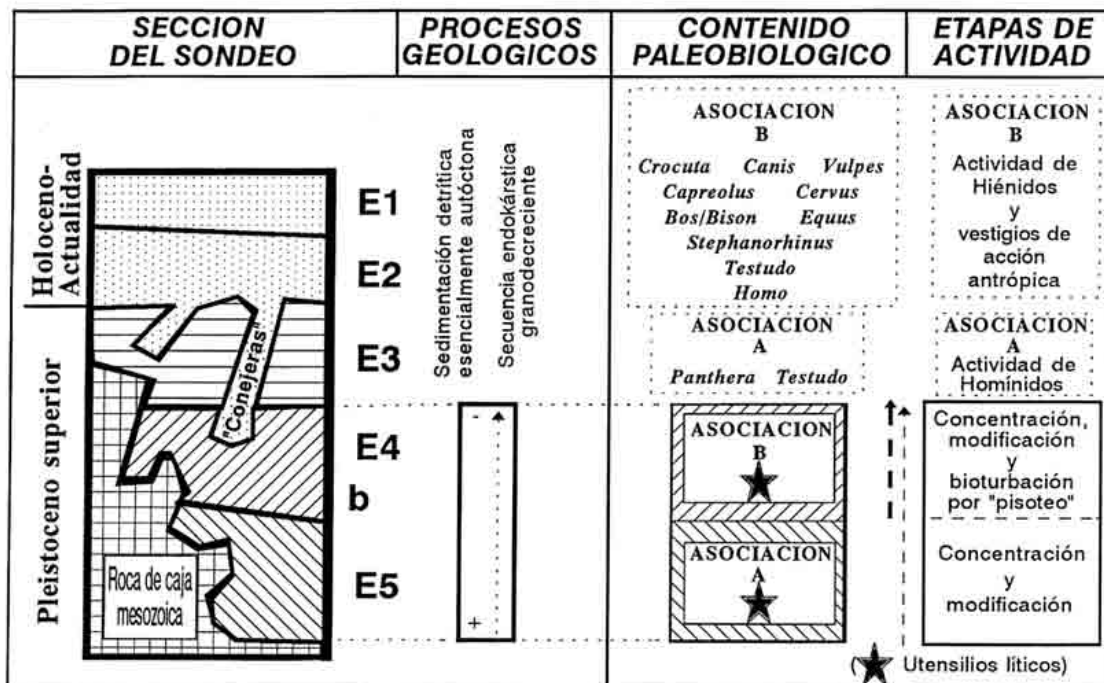 SECCION
DEL SONDEO
PROCESOS
GEOLOGICOS
CONTENIDO
PALEOBIOLOGICO
ETAPAS DE
ACTIVIDAD
Holoceno-
Actualidad
Pleistoceno superior
"Conejeras"
Roca de caja
mesozoica
E1
E2
E3
E4
b
E5
Sedimentación detrítica
esencialmente autóctona
Secuencia endokárstica
granodecreciente
-
+
ASOCIACION
B
Crocuta Canis Vulpes
Capreolus Cervus
Bos/Bison Equus
Stephanorhinus
Testudo
Homo
ASOCIACION
A
Panthera Testudo
ASOCIACION
B
ASOCIACION
A
ASOCIACION
B
Actividad de
Hiénidos
y
vestigios de
acción
antrópica
ASOCIACION
A
Actividad de
Homínidos
Concentración,
modificación
y
bioturbación
por "pisoteo"
Concentración
y
modificación
(★ Utensilios líticos)